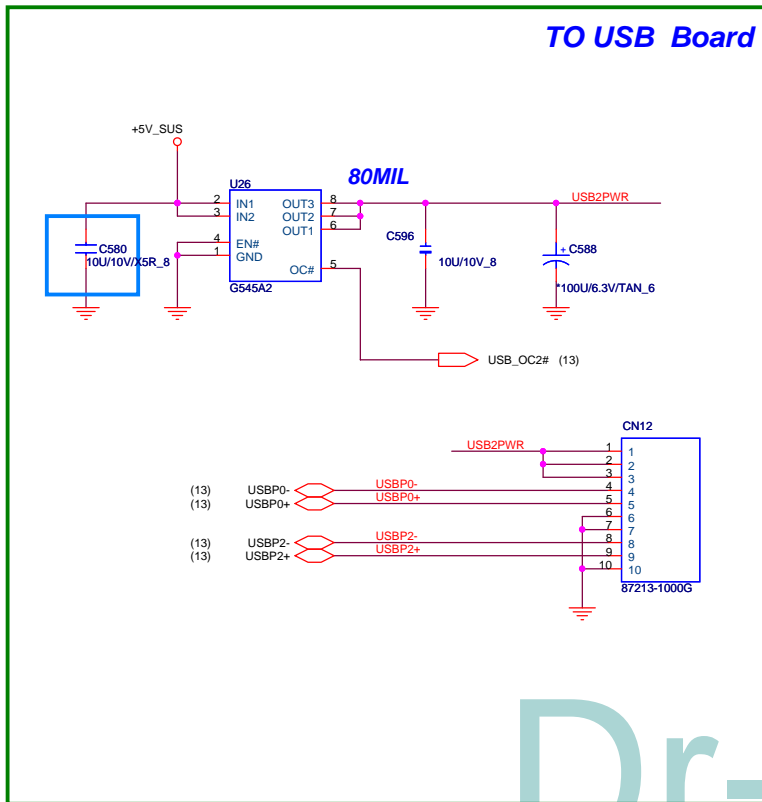 TO USB Board
+5V_SUS
U26
80MIL
USB2PWR
2 IN1 OUT3 8
3 IN2 OUT2 7
OUT1 6
4 EN#
1 GND
OC# 5
G545A2
C580
10U/10V/X5R_8
C596
10U/10V_8
+ C588
*100U/6.3V/TAN_6
USB_OC2# (13)
CN12
USB2PWR
1 1
2 2
3 3
(13) USBP0- USBP0- 4 4
(13) USBP0+ USBP0+ 5 5
6 6
7 7
(13) USBP2- USBP2- 8 8
(13) USBP2+ USBP2+ 9 9
10 10
87213-1000G
Dr-